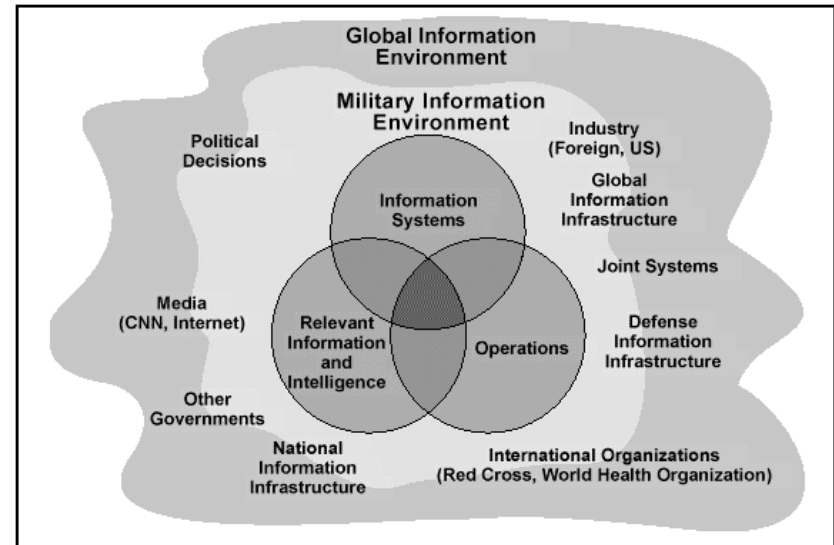 Global Information
Environment
Military Information
Environment
Political
Decisions
Industry
(Foreign, US)
Information
Systems
Global
Information
Infrastructure
Joint Systems
Media
(CNN, Internet)
Relevant
Information
and
Intelligence
Operations
Defense
Information
Infrastructure
Other
Governments
National
Information
Infrastructure
International Organizations
(Red Cross, World Health Organization)